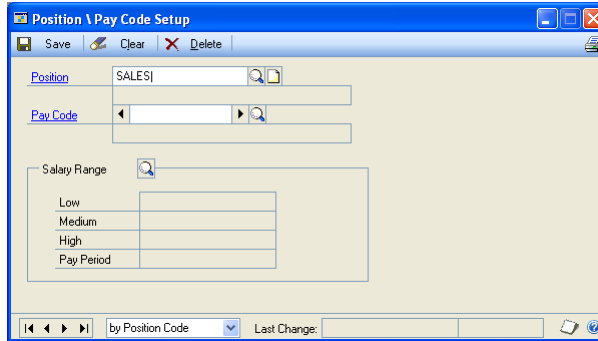 Position \ Pay Code Setup
Save Clear Delete
Position SALES
Pay Code
Salary Range
Low
Medium
High
Pay Period
by Position Code Last Change: